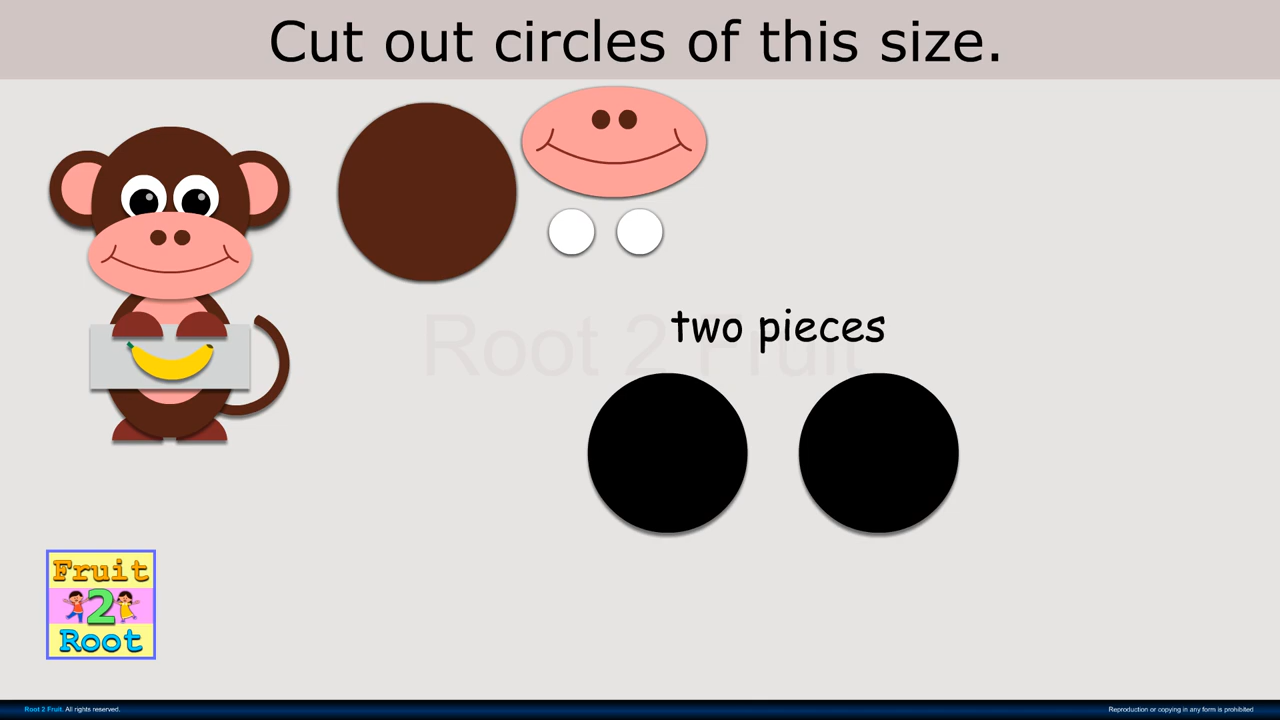 Cut out circles of this size.
Root 2 Fruit
two pieces
Fruit
2
Root
Root 2 Fruit. All rights reserved.
Reproduction or copying in any form is prohibited